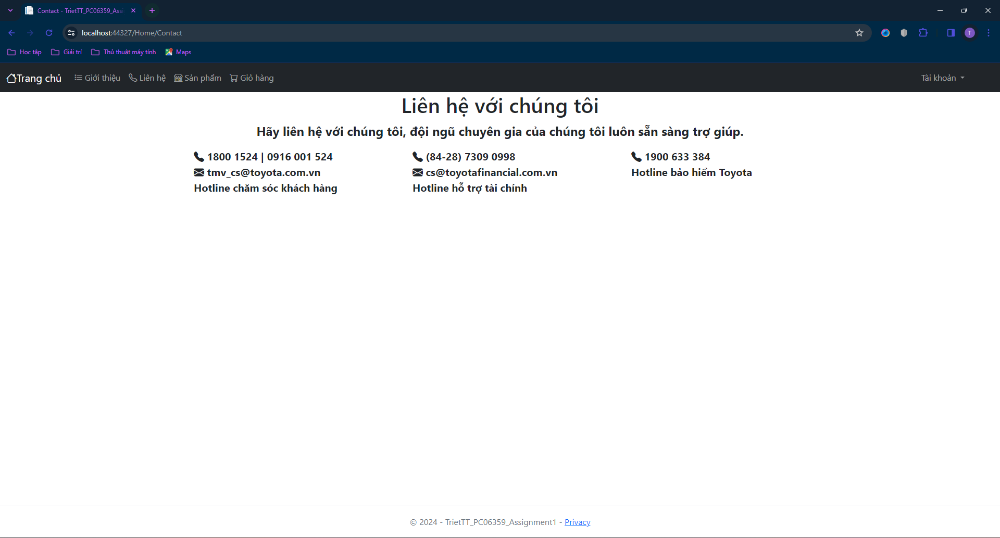 Contact - TrietTT_PC06359_Assi
localhost:44327/Home/Contact
T
Học tập Giải trí Thủ thuật máy tính Maps
Trang chủ Giới thiệu Liên hệ Sản phẩm Giỏ hàng Tài khoản
Liên hệ với chúng tôi
Hãy liên hệ với chúng tôi, đội ngũ chuyên gia của chúng tôi luôn sẵn sàng trợ giúp.
1800 1524 | 0916 001 524
tmv_cs@toyota.com.vn
Hotline chăm sóc khách hàng
(84-28) 7309 0998
cs@toyotafinancial.com.vn
Hotline hỗ trợ tài chính
1900 633 384
Hotline bảo hiểm Toyota
© 2024 - TrietTT_PC06359_Assignment1 - Privacy